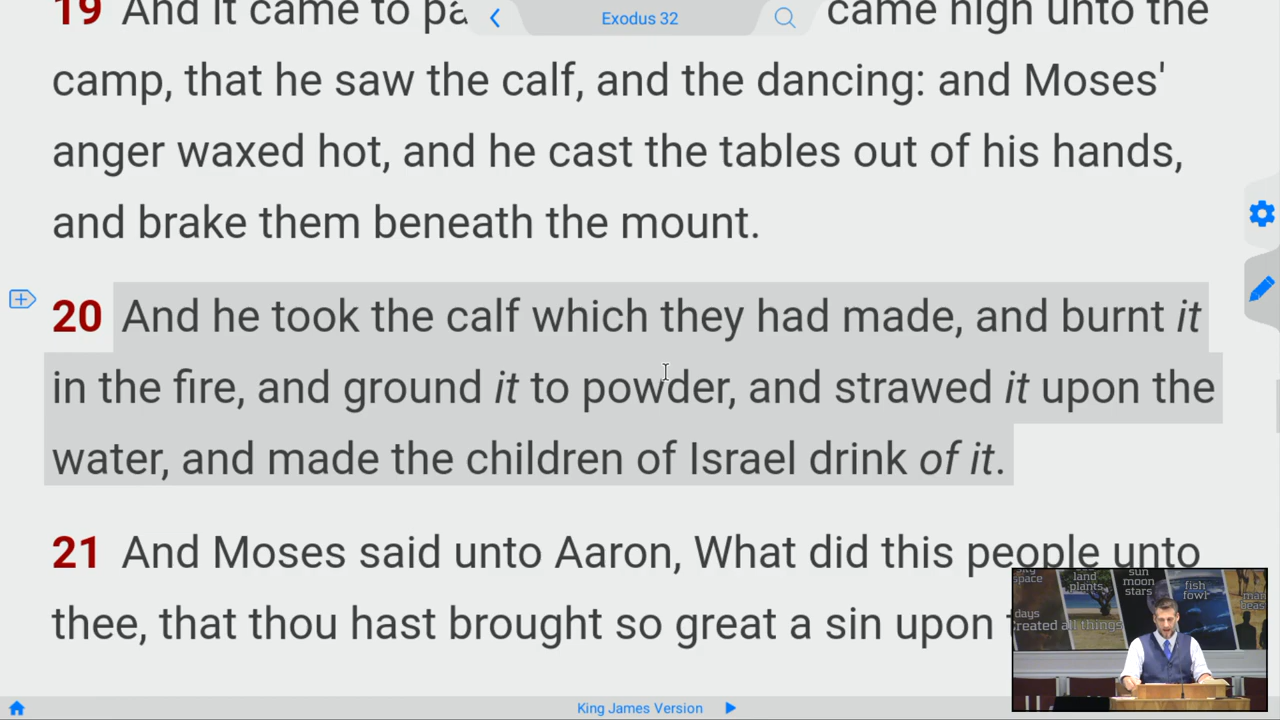 Exodus 32
19 And it came to came nigh unto the
camp, that he saw the calf, and the dancing: and Moses'
anger waxed hot, and he cast the tables out of his hands,
and brake them beneath the mount.
20 And he took the calf which they had made, and burnt it
in the fire, and ground it to powder, and strawed it upon the
water, and made the children of Israel drink of it.
21 And Moses said unto Aaron, What did this people unto
thee, that thou hast brought so great a sin upon
space
land
plants
sun
moon
stars
fish
fowl
days
created all things
King James Version